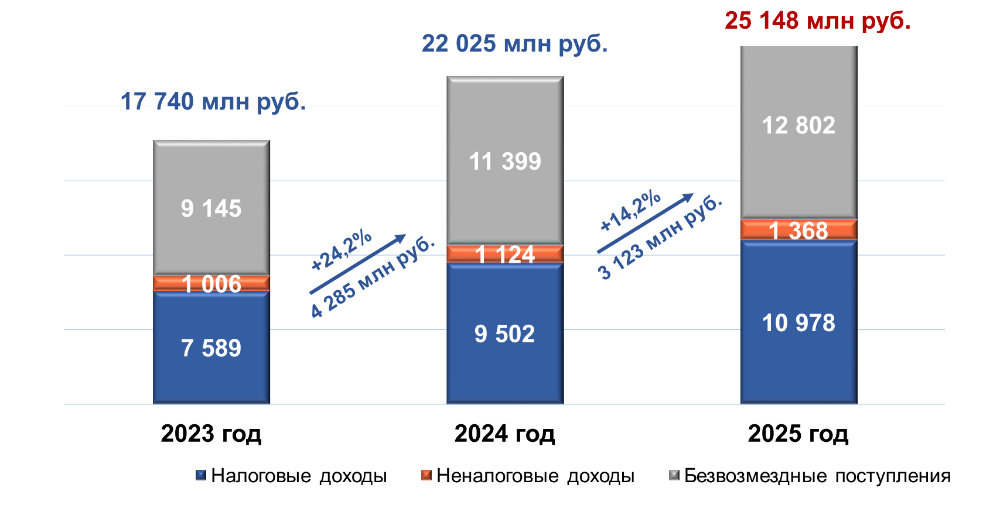 25 148 млн руб.
22 025 млн руб.
17 740 млн руб.
12 802
11 399
9 145
+14,2%
3 123 млн руб.
+24,2%
4 285 млн руб.
1 368
1 124
1 006
10 978
9 502
7 589
2023 год
2024 год
2025 год
Налоговые доходы
Неналоговые доходы
Безвозмездные поступления